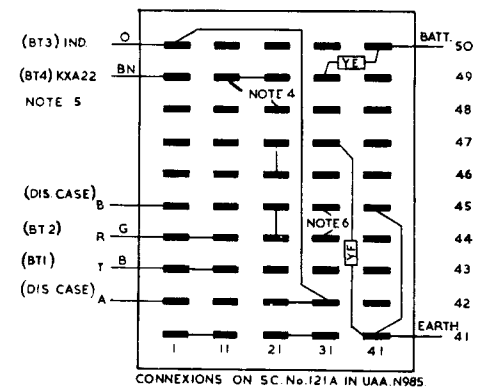 (BT3) IND. O BATT. 50
YE
(BT4) KXA22 BN 49
NOTE 4
NOTE 5 48
47
46
(DIS. CASE) B 45
NOTE 6
(BT2) R G 44
YE
(BT1) T B 43
(DIS CASE) A 42
EARTH 41
1 11 21 31 41
CONNEXIONS ON S.C. No.121A IN UAA.N985.